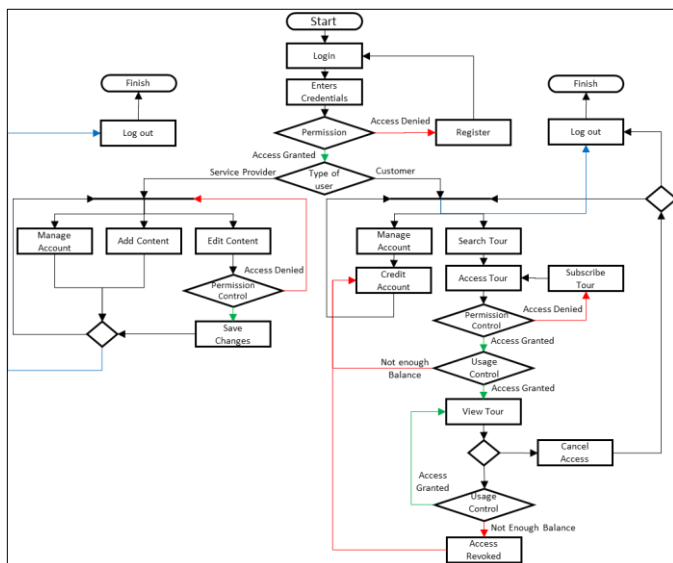 Start
Login
Enters
Credentials
Permission
Access Denied
Register
Access Granted
Type of
user
Service Provider
Customer
Finish
Log out
Finish
Log out
Manage
Account
Add Content
Edit Content
Access Denied
Permission
Control
Save
Changes
Manage
Account
Credit
Account
Search Tour
Access Tour
Subscribe
Tour
Permission
Control
Access Denied
Access Granted
Not enough
Balance
Usage
Control
Access Granted
View Tour
Cancel
Access
Access
Granted
Usage
Control
Not Enough Balance
Access
Revoked